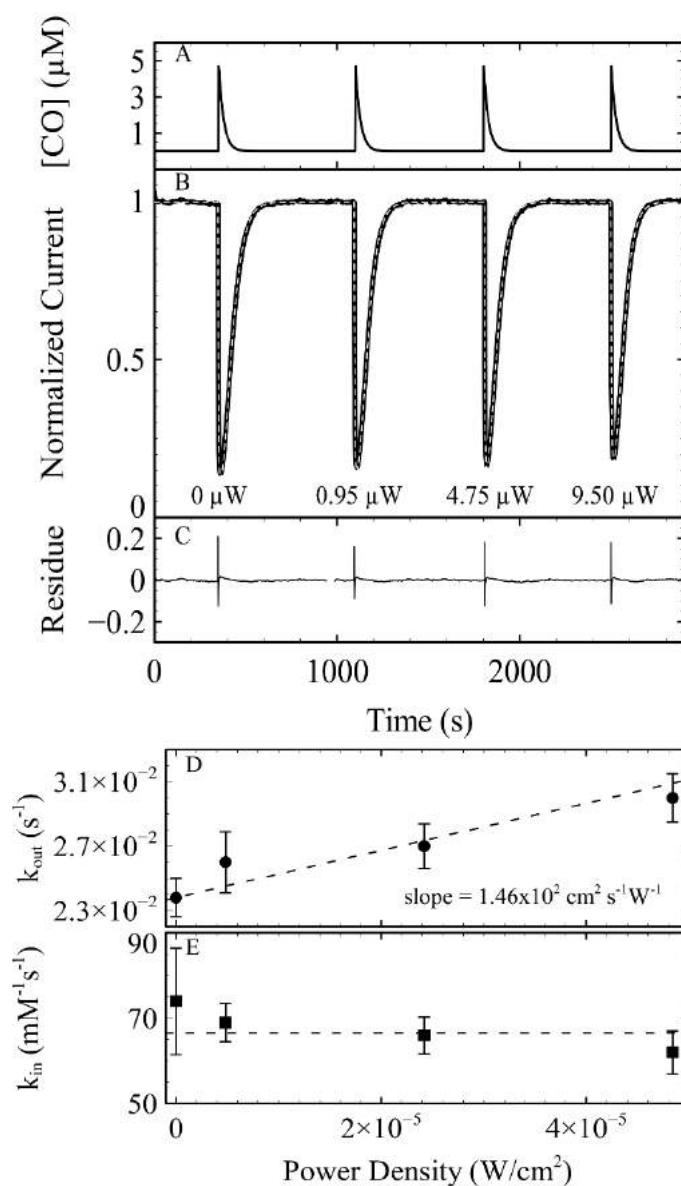 A
[CO] (µM)
5
3
1
B
Normalized Current
1
0.5
0
0 µW 0.95 µW 4.75 µW 9.50 µW
C
Residue
0.2
0
−0.2
0 1000 2000
Time (s)
D
k_out (s⁻¹)
3.1×10⁻²
2.7×10⁻²
2.3×10⁻²
slope = 1.46x10² cm² s⁻¹W⁻¹
E
k_in (mM⁻¹s⁻¹)
90
70
50
0 2×10⁻⁵ 4×10⁻⁵
Power Density (W/cm²)